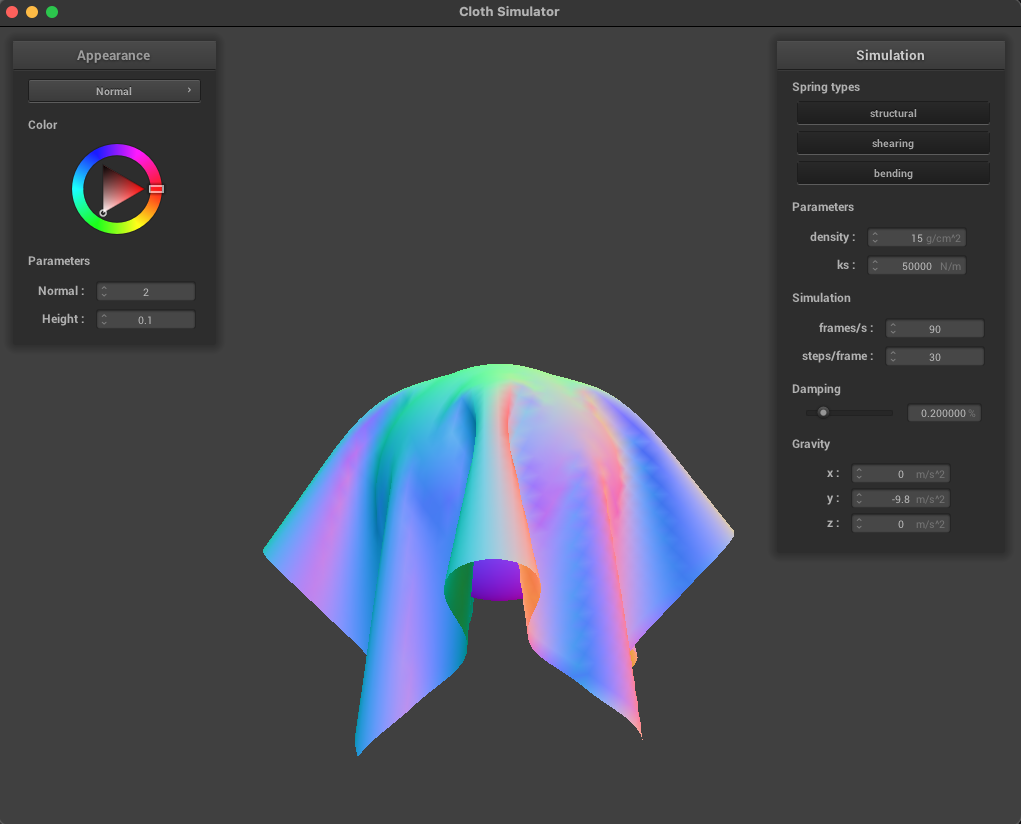 Cloth Simulator
Appearance
Normal
Color
Parameters
Normal : 2
Height : 0.1
Simulation
Spring types
structural
shearing
bending
Parameters
density : 15 g/cm^2
ks : 50000 N/m
Simulation
frames/s : 90
steps/frame : 30
Damping
0.200000 %
Gravity
x : 0 m/s^2
y : -9.8 m/s^2
z : 0 m/s^2